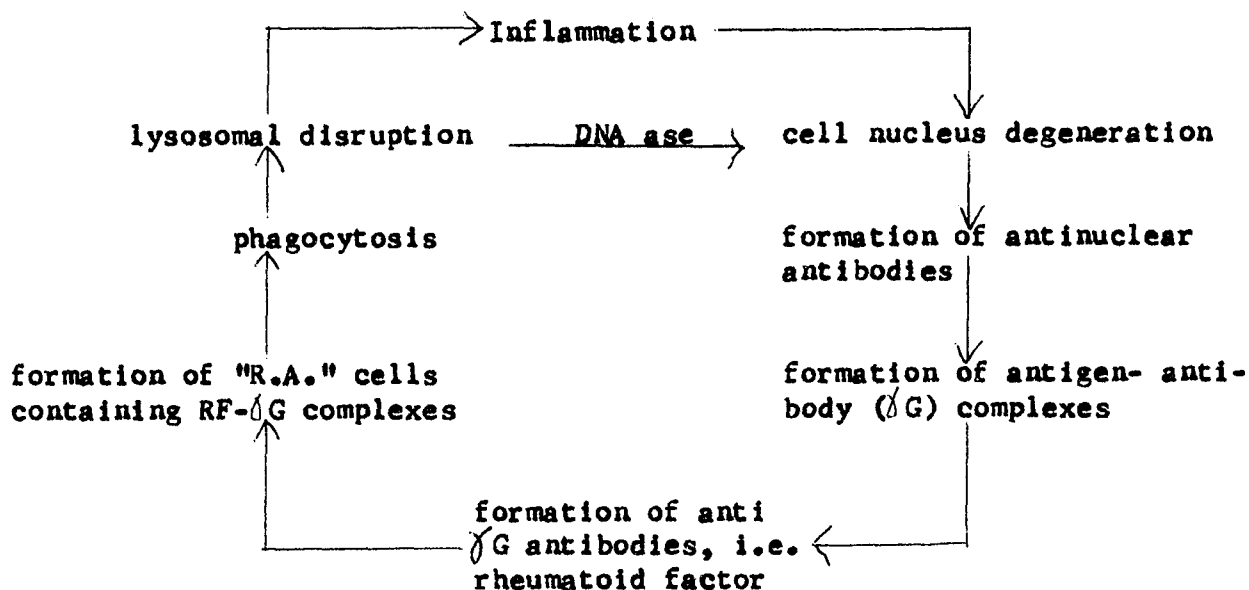 Inflammation
lysosomal disruption
DNA ase
cell nucleus degeneration
phagocytosis
formation of antinuclear
antibodies
formation of "R.A." cells
containing RF-γG complexes
formation of antigen- anti-
body (γG) complexes
formation of anti
γG antibodies, i.e.
rheumatoid factor